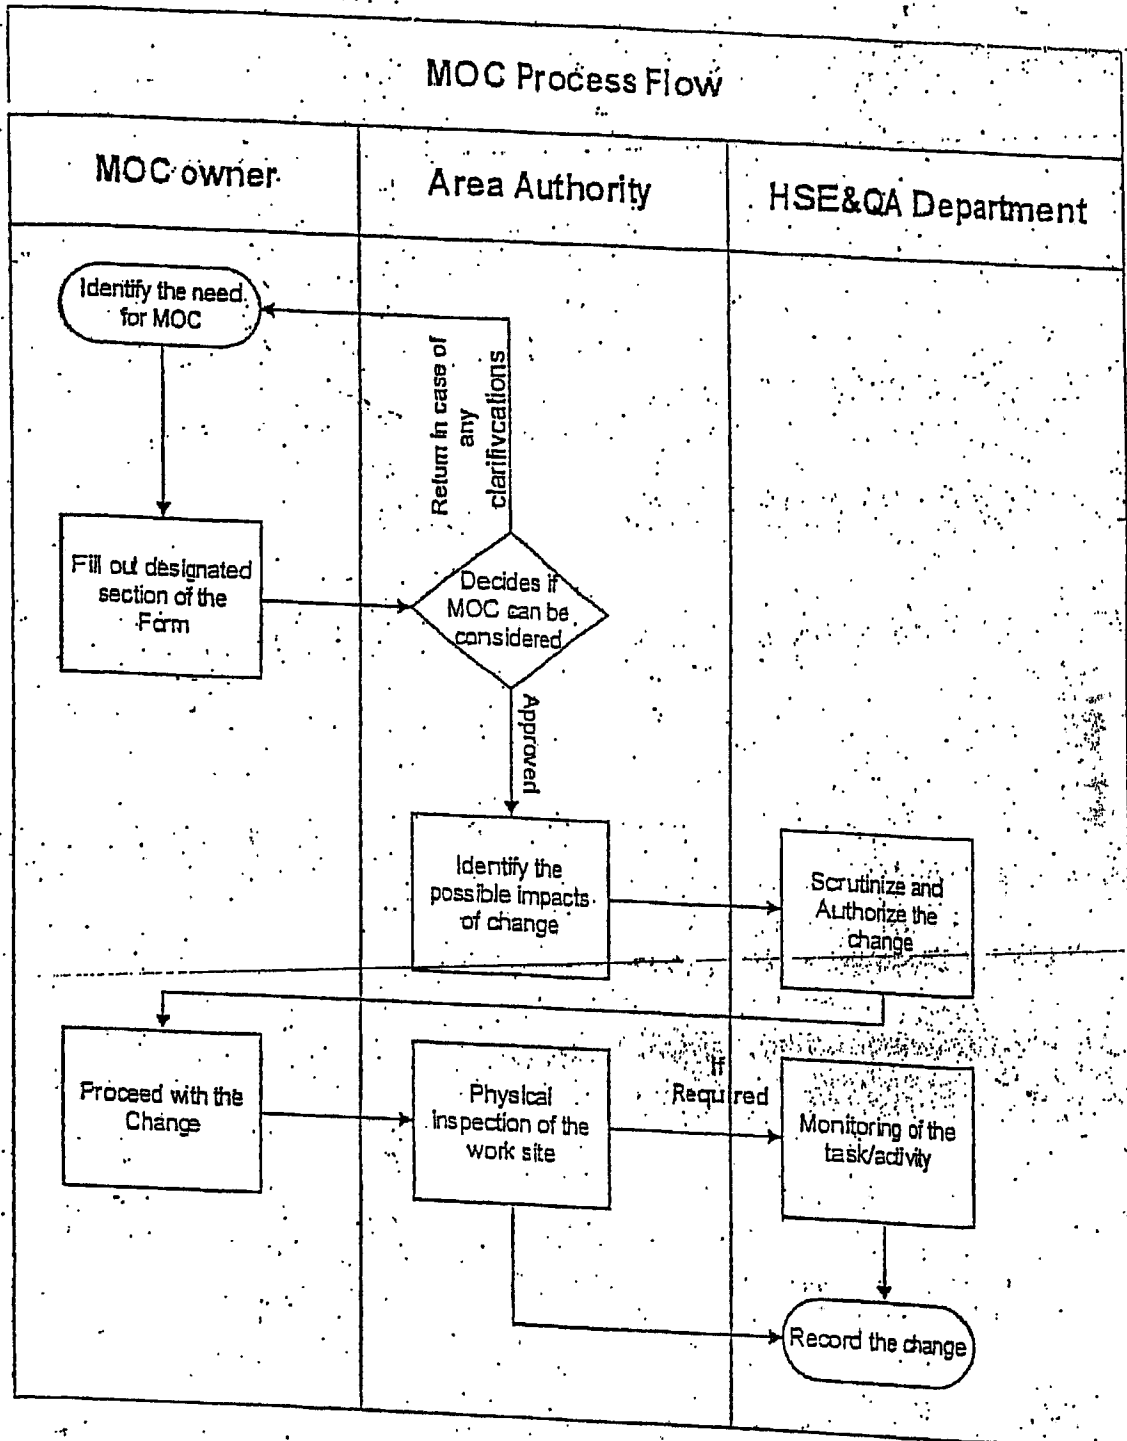 MOC Process Flow
MOC owner
Area Authority
HSE&QA Department
Identify the need
for MOC
Return in case of
any
clarifivcations
Fill out designated
section of the
Form
Decides if
MOC can be
considered
Approved
Identify the
possible impacts
of change
Scrutinize and
Authorize the
change
Proceed with the
Change
Physical
inspection of the
work site
If
Required
Monitoring of the
task/activity
Record the change